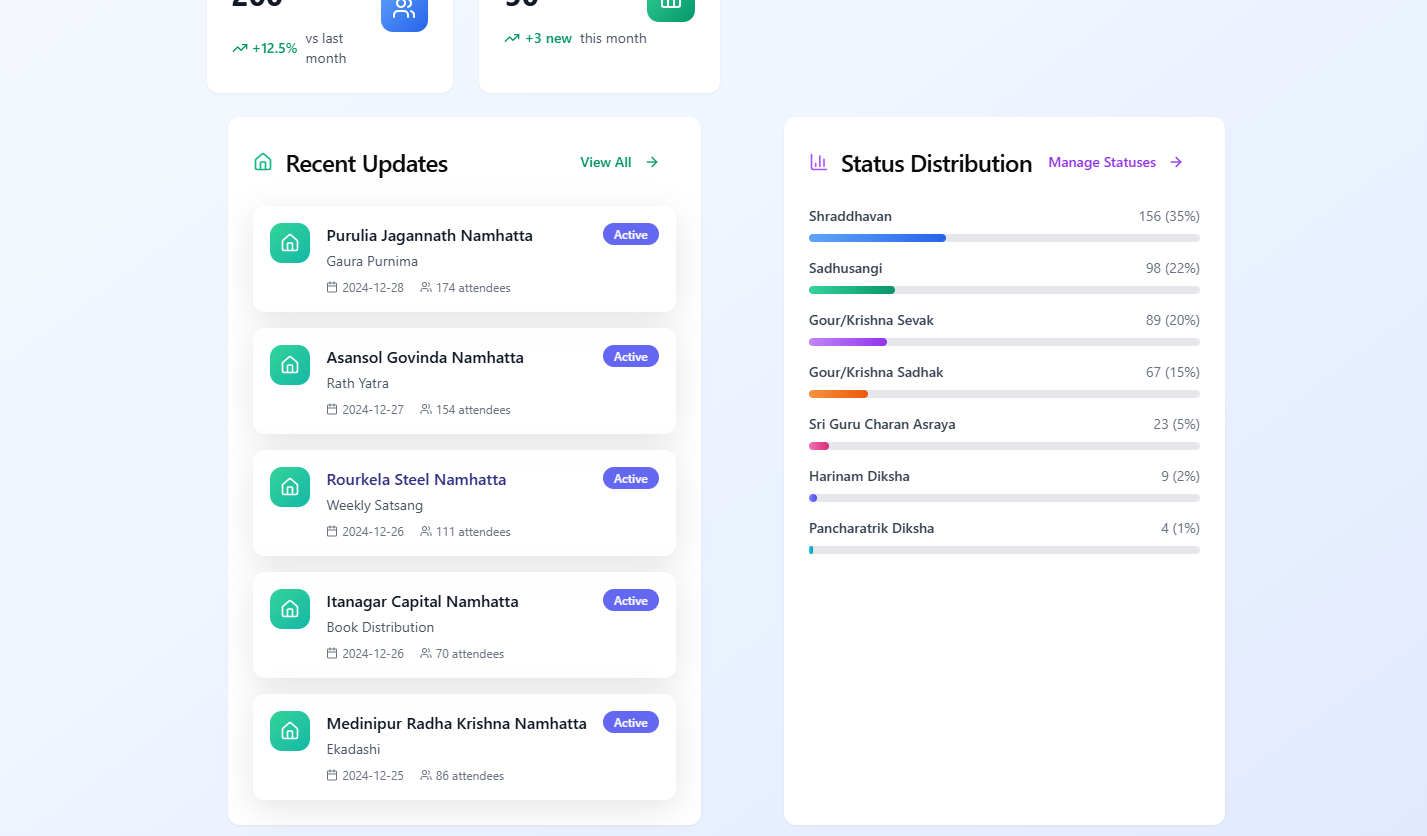 +12.5% vs last month
+3 new this month
Recent Updates
View All
Purulia Jagannath Namhatta
Active
Gaura Purnima
2024-12-28 174 attendees
Asansol Govinda Namhatta
Active
Rath Yatra
2024-12-27 154 attendees
Rourkela Steel Namhatta
Active
Weekly Satsang
2024-12-26 111 attendees
Itanagar Capital Namhatta
Active
Book Distribution
2024-12-26 70 attendees
Medinipur Radha Krishna Namhatta
Active
Ekadashi
2024-12-25 86 attendees
Status Distribution
Manage Statuses
Shraddhavan 156 (35%)
Sadhusangi 98 (22%)
Gour/Krishna Sevak 89 (20%)
Gour/Krishna Sadhak 67 (15%)
Sri Guru Charan Asraya 23 (5%)
Harinam Diksha 9 (2%)
Pancharatrik Diksha 4 (1%)